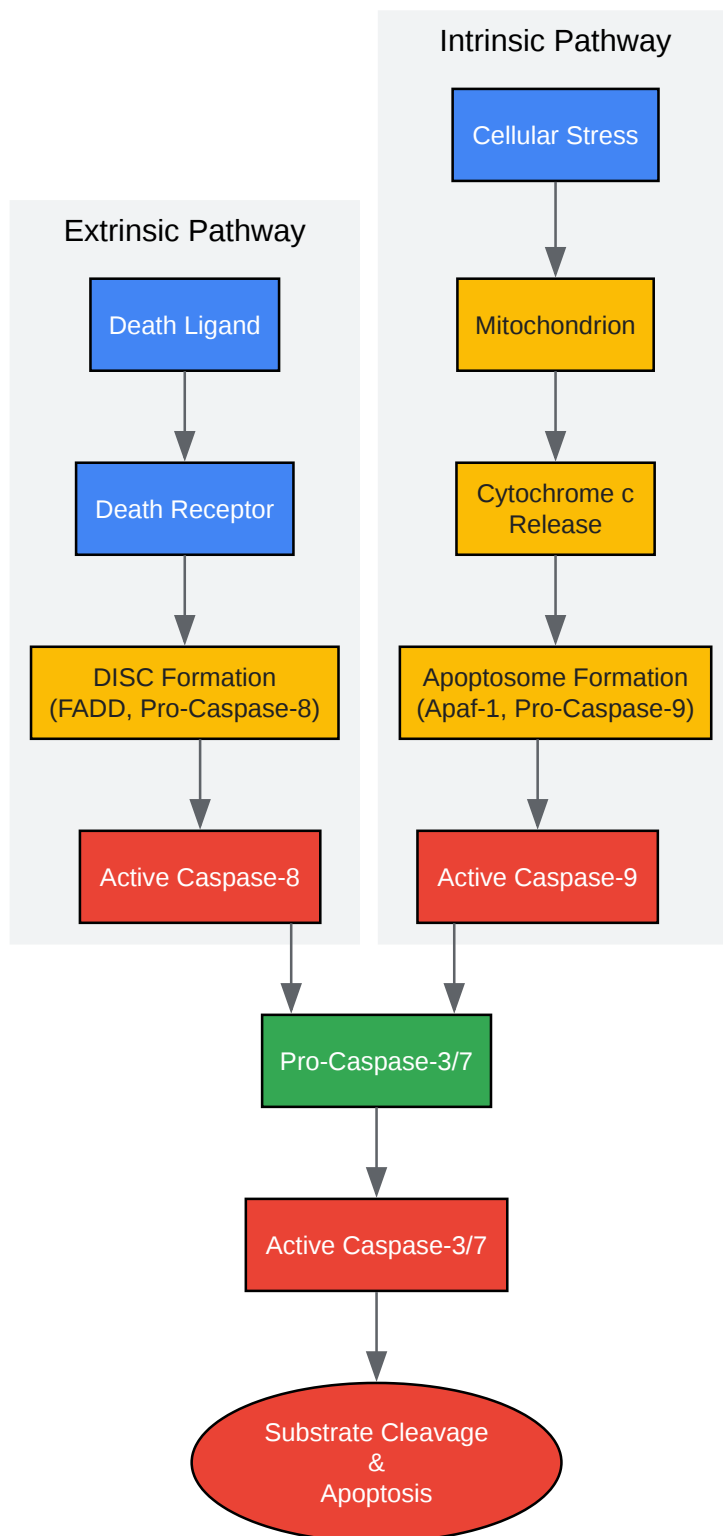 Intrinsic Pathway
Cellular Stress
Mitochondrion
Cytochrome c
Release
Apoptosome Formation
(Apaf-1, Pro-Caspase-9)
Active Caspase-9
Extrinsic Pathway
Death Ligand
Death Receptor
DISC Formation
(FADD, Pro-Caspase-8)
Active Caspase-8
Pro-Caspase-3/7
Active Caspase-3/7
Substrate Cleavage
&
Apoptosis